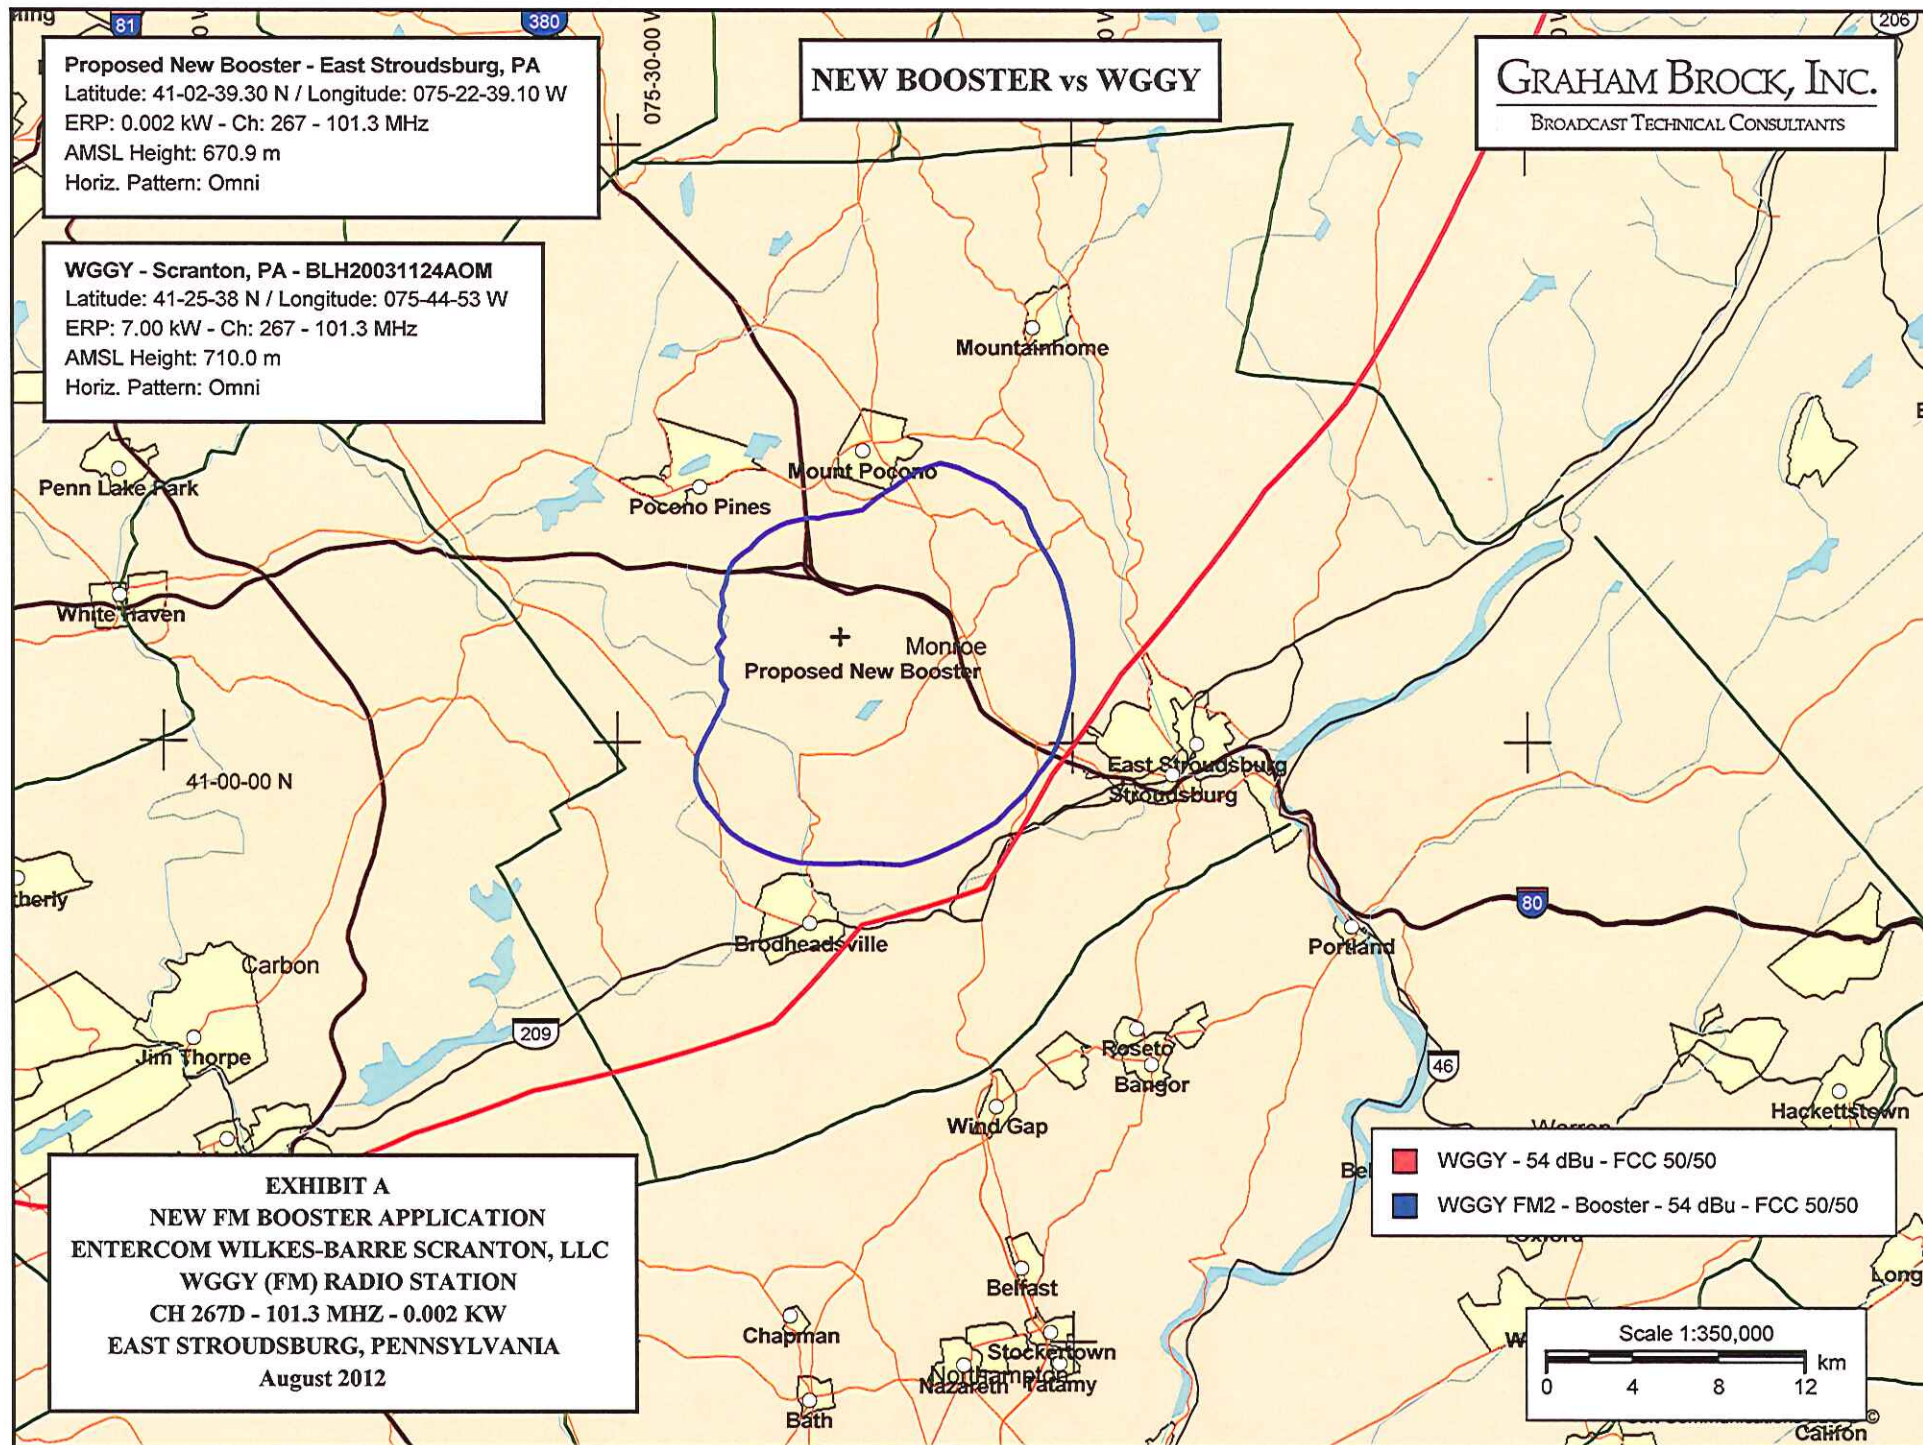 81
380
206
Proposed New Booster - East Stroudsburg, PA
Latitude: 41-02-39.30 N / Longitude: 075-22-39.10 W
ERP: 0.002 kW - Ch: 267 - 101.3 MHz
AMSL Height: 670.9 m
Horiz. Pattern: Omni
075-30-00 W
NEW BOOSTER vs WGGY
GRAHAM BROCK, INC.
BROADCAST TECHNICAL CONSULTANTS
WGGY - Scranton, PA - BLH20031124AOM
Latitude: 41-25-38 N / Longitude: 075-44-53 W
ERP: 7.00 kW - Ch: 267 - 101.3 MHz
AMSL Height: 710.0 m
Horiz. Pattern: Omni
Mountainhome
Mount Pocono
Penn Lake Park
Pocono Pines
White Haven
Monroe
Proposed New Booster
41-00-00 N
East Stroudsburg
Stroudsburg
80
Brodheadsville
Portland
Carbon
209
Jim Thorpe
Roseto
Bangor
46
Wind Gap
Hackettstown
WGGY - 54 dBu - FCC 50/50
WGGY FM2 - Booster - 54 dBu - FCC 50/50
EXHIBIT A
NEW FM BOOSTER APPLICATION
ENTERCOM WILKES-BARRE SCRANTON, LLC
WGGY (FM) RADIO STATION
CH 267D - 101.3 MHZ - 0.002 KW
EAST STROUDSBURG, PENNSYLVANIA
August 2012
Belfast
Chapman
Stockertown
Northampton
Nazareth
Tatamy
Bath
Long
Scale 1:350,000
km
0 4 8 12
Califon